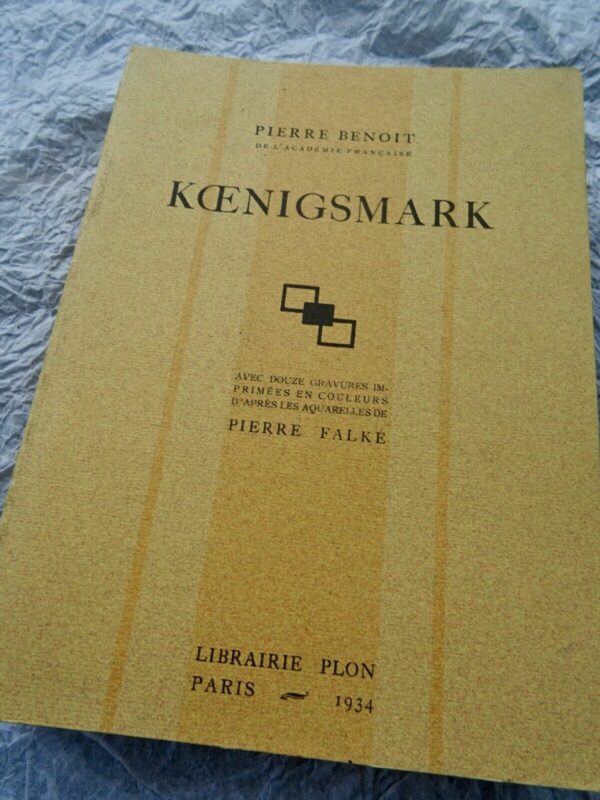 PIERRE BENOIT
DE L'ACADÉMIE FRANÇAISE
KŒNIGSMARK
AVEC DOUZE GRAVURES IM-
PRIMÉES EN COULEURS
D'APRÈS LES AQUARELLES DE
PIERRE FALKÉ
LIBRAIRIE PLON
PARIS 1934